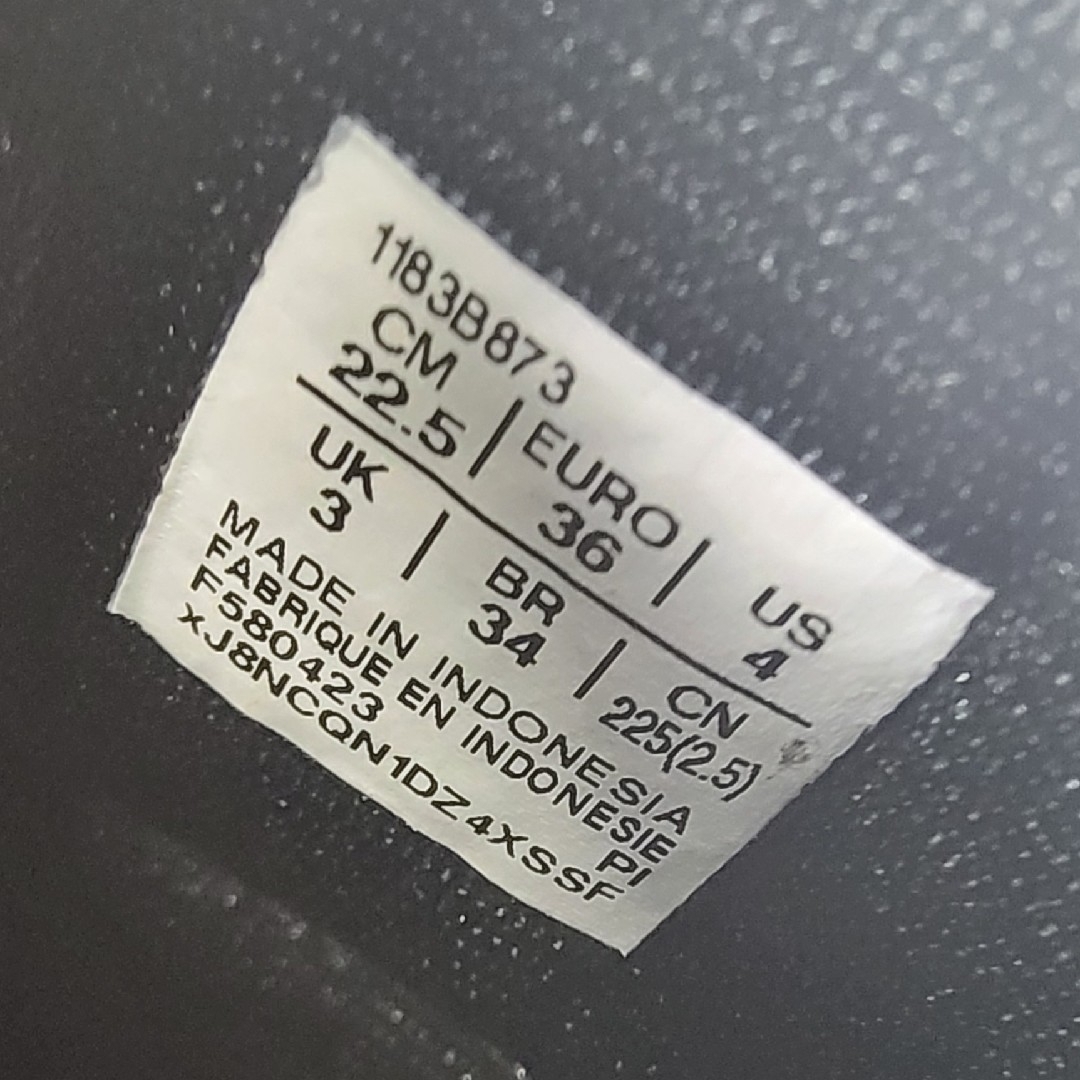 1183B873
CM | EURO | US
22.5 36 4
UK | BR | CN
3 34 225(2.5)
MADE IN INDONESIA
FABRIQUE EN INDONESIE
F580423 PI
XJ8NCQN1DZ4XSSF